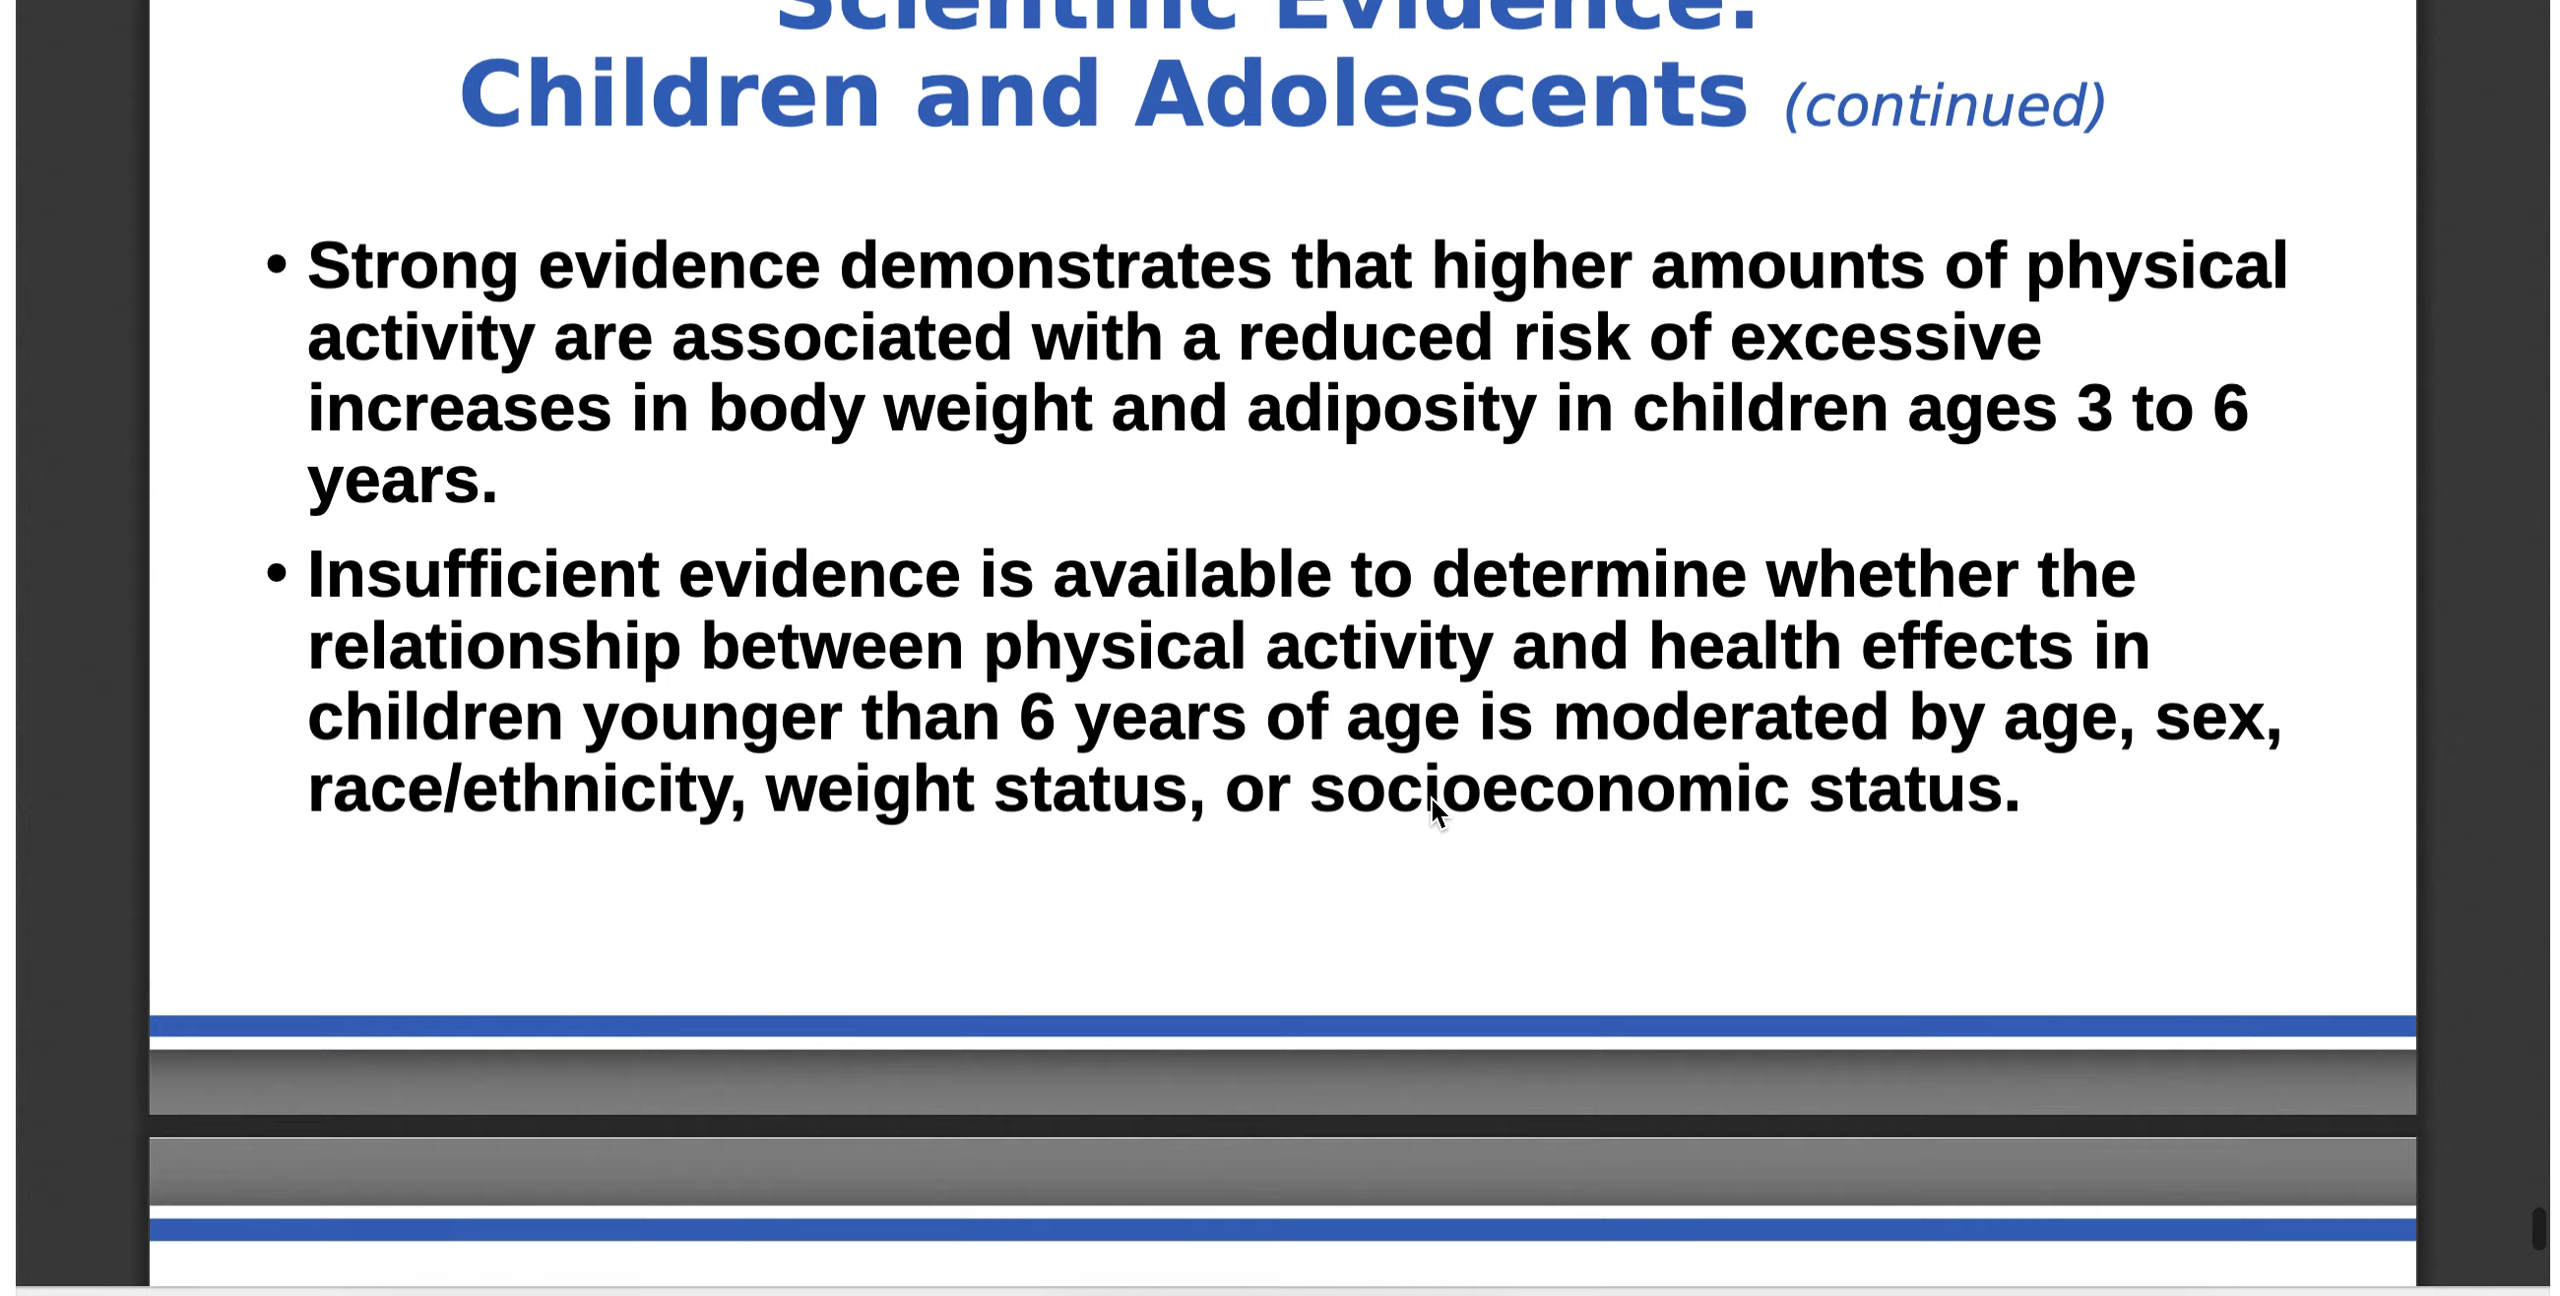 Scientific Evidence:
Children and Adolescents (continued)
• Strong evidence demonstrates that higher amounts of physical
activity are associated with a reduced risk of excessive
increases in body weight and adiposity in children ages 3 to 6
years.
• Insufficient evidence is available to determine whether the
relationship between physical activity and health effects in
children younger than 6 years of age is moderated by age, sex,
race/ethnicity, weight status, or socioeconomic status.